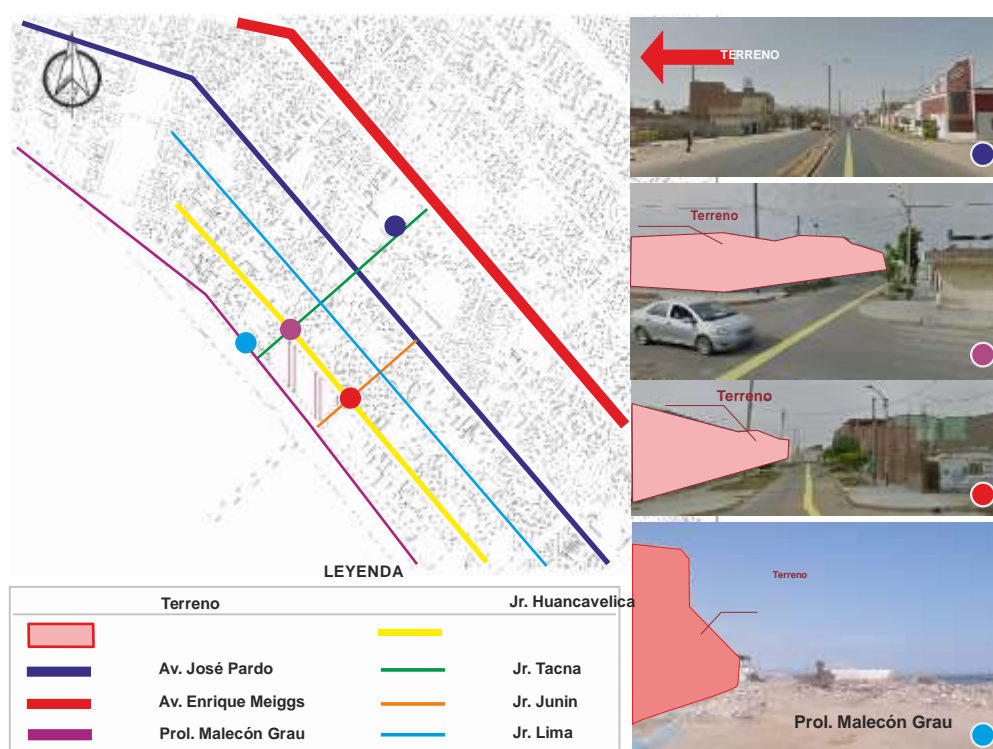 TERRENO
Terreno
Terreno
Terreno
Prol. Malecón Grau
LEYENDA
Terreno
Jr. Huancavelica
Av. José Pardo
Jr. Tacna
Av. Enrique Meiggs
Jr. Junin
Prol. Malecón Grau
Jr. Lima